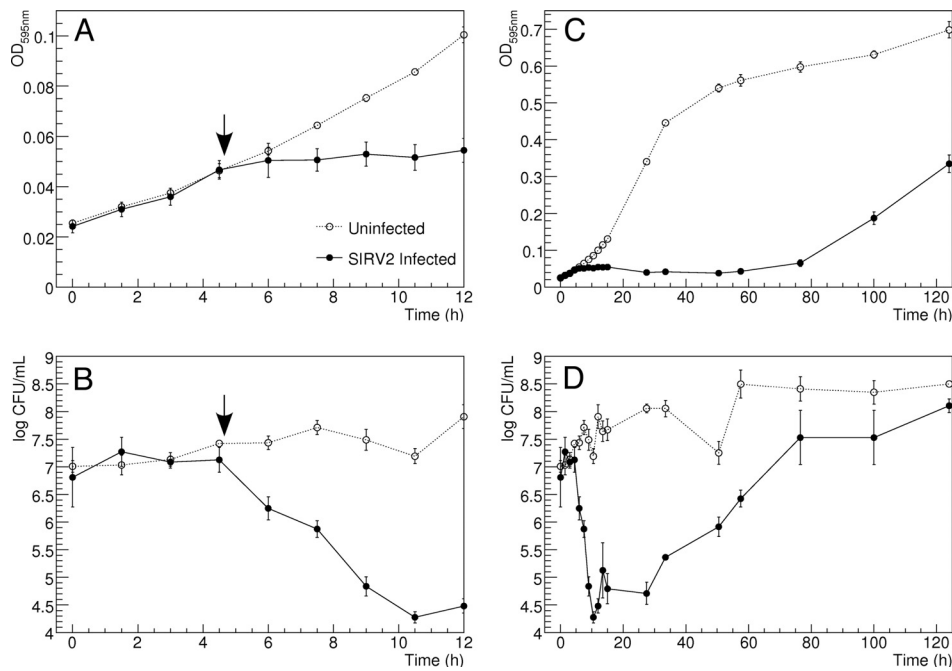 A
OD595nm
0.1
0.08
0.06
0.04
0.02
0
Uninfected
SIRV2 Infected
0 2 4 6 8 10 12
Time (h)
C
OD595nm
0.7
0.6
0.5
0.4
0.3
0.2
0.1
0
0 20 40 60 80 100 120
Time (h)
B
log CFU/mL
9
8.5
8
7.5
7
6.5
6
5.5
5
4.5
4
0 2 4 6 8 10 12
Time (h)
D
log CFU/mL
9
8.5
8
7.5
7
6.5
6
5.5
5
4.5
4
0 20 40 60 80 100 120
Time (h)